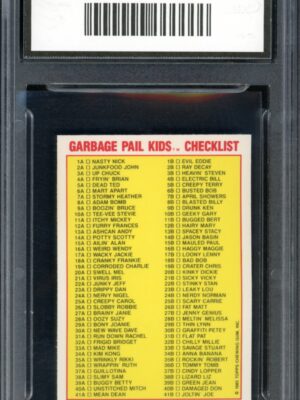 GARBAGE PAIL KIDS™ CHECKLIST
1A □ NASTY NICK
2A □ JUNKFOOD JOHN
3A □ UP CHUCK
4A □ FRYIN' BRIAN
5A □ DEAD TED
6A □ MART APART
7A □ STORMY HEATHER
8A □ ADAM BOMB
9A □ BOOZIN' BRUCE
10A □ TEE-VEE STEVIE
11A □ ITCHY MICKEY
12A □ FURRY FRANCES
13A □ ASHCAN ANDY
14A □ POTTY SCOTTY
15A □ AILIN' ALAN
16A □ WEIRD WENDY
17A □ WACKY JACKIE
18A □ CRANKY FRANKIE
19A □ CORRODED CHARLIE
20A □ SWELL MEL
21A □ VIRUS IRIS
22A □ JUNKY JEFF
23A □ DRIPPY DAN
24A □ NERVY NIGEL
25A □ CREEPY CAROL
26A □ SLOBBY ROBBIE
27A □ BRAINY JANIE
28A □ OOZY SUZY
29A □ BONY JOANIE
30A □ NEW WAVE DAVE
31A □ RUN DOWN RACHEL
32A □ FRIGID BRIDGET
33A □ MAD MIKE
34A □ KIM KONG
35A □ WRINKLY RIKKI
36A □ WRAPPIN' RUTH
37A □ GUILLOTINA
38A □ SLIMY SAM
39A □ BUGGY BETTY
40A □ UNSTITCHED MITCH
41A □ MEAN DEAN
1B □ EVIL EDDIE
2B □ RAY DECAY
3B □ HEAVIN' STEVEN
4B □ ELECTRIC BILL
5B □ CREEPY TERRY
6B □ BUSTED BOB
7B □ APRIL SHOWERS
8B □ BLASTED BILLY
9B □ DRUNK KEN
10B □ GEEKY GARY
11B □ BUGGED BERT
12B □ HAIRY MARY
13B □ SPACEY STACY
14B □ JASON BASIN
15B □ MAULED PAUL
16B □ HAGGY MAGGIE
17B □ LOONY LENNY
18B □ BAD BRAD
19B □ CRATER CHRIS
20B □ KINKY DICKIE
21B □ SICKY VICKY
22B □ STINKY STAN
23B □ LEAKY LOU
24B □ NERDY NORMAN
25B □ SCARY CARRIE
26B □ FAT MATT
27B □ JENNY GENIUS
28B □ MELTIN' MELISSA
29B □ THIN LYNN
30B □ GRAFFITI PETEY
31B □ FLAT PAT
32B □ CHILLY MILLIE
33B □ SAVAGE STUART
34B □ ANNA BANANA
35B □ ROCKIN' ROBERT
36B □ TOMMY TOMB
37B □ CINDY LOPPER
38B □ LIZARD LIZ
39B □ GREEN JEAN
40B □ DAMAGED DON
41B □ JOLTIN' JOE
© 1985 TOPPS CHEWING GUM, INC.